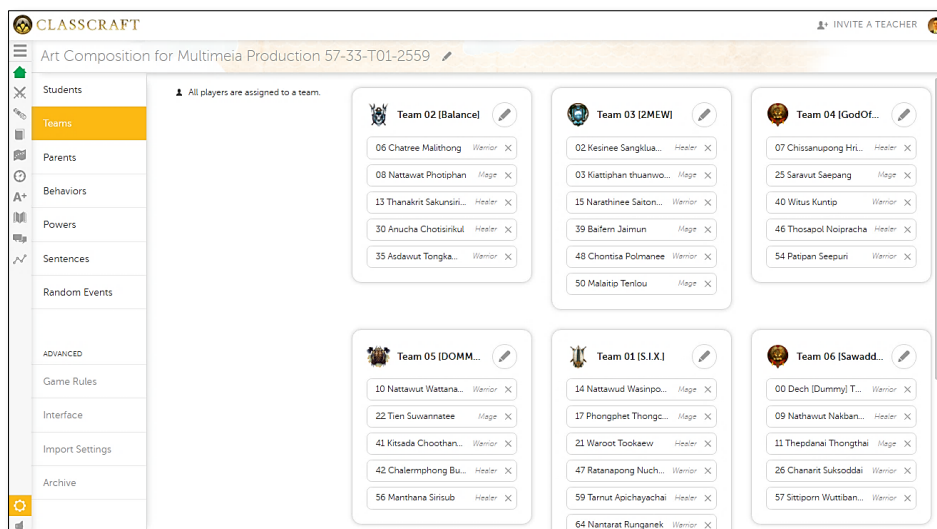 CLASSCRAFT
INVITE A TEACHER
Art Composition for Multimeia Production 57-33-T01-2559
Students
Teams
Parents
Behaviors
Powers
Sentences
Random Events
ADVANCED
Game Rules
Interface
Import Settings
Archive
A+
All players are assigned to a team.
Team 02 [Balance]
06 Chatree Malithong Warrior
08 Nattawat Photiphan Mage
13 Thanakrit Sakunsiri... Healer
30 Anucha Chotisirikul Healer
35 Asdawut Tongka... Warrior
Team 03 [2MEW]
02 Kesinee Sangklua... Healer
03 Kiattiphan thuanwo... Mage
15 Narathinee Saiton... Warrior
39 Baifern Jaimun Mage
48 Chontisa Polmanee Warrior
50 Malaitip Tenlou Mage
Team 04 [GodOf...
07 Chissanupong Hri... Healer
25 Saravut Saepang Mage
40 Witus Kuntip Warrior
46 Thosapol Noipracha Healer
54 Patipan Seepuri Warrior
Team 05 [DOMM...
10 Nattawut Wattana... Warrior
22 Tien Suwannatee Mage
41 Kitsada Choothan... Warrior
42 Chalermphong Bu... Healer
56 Manthana Sirisub Healer
Team 01 [S.I.X.]
14 Nattawud Wasinpo... Mage
17 Phongphet Thongc... Mage
21 Waroot Tookaew Healer
47 Ratanapong Nuch... Warrior
59 Tarnut Apichayachai Healer
64 Nantarat Runganek Warrior
Team 06 [Sawadd...
00 Dech [Dummy] T... Warrior
09 Nathawut Nakban... Healer
11 Thepdanai Thongthai Mage
26 Chanarit Suksoddai Warrior
57 Sittiporn Wuttiban... Warrior